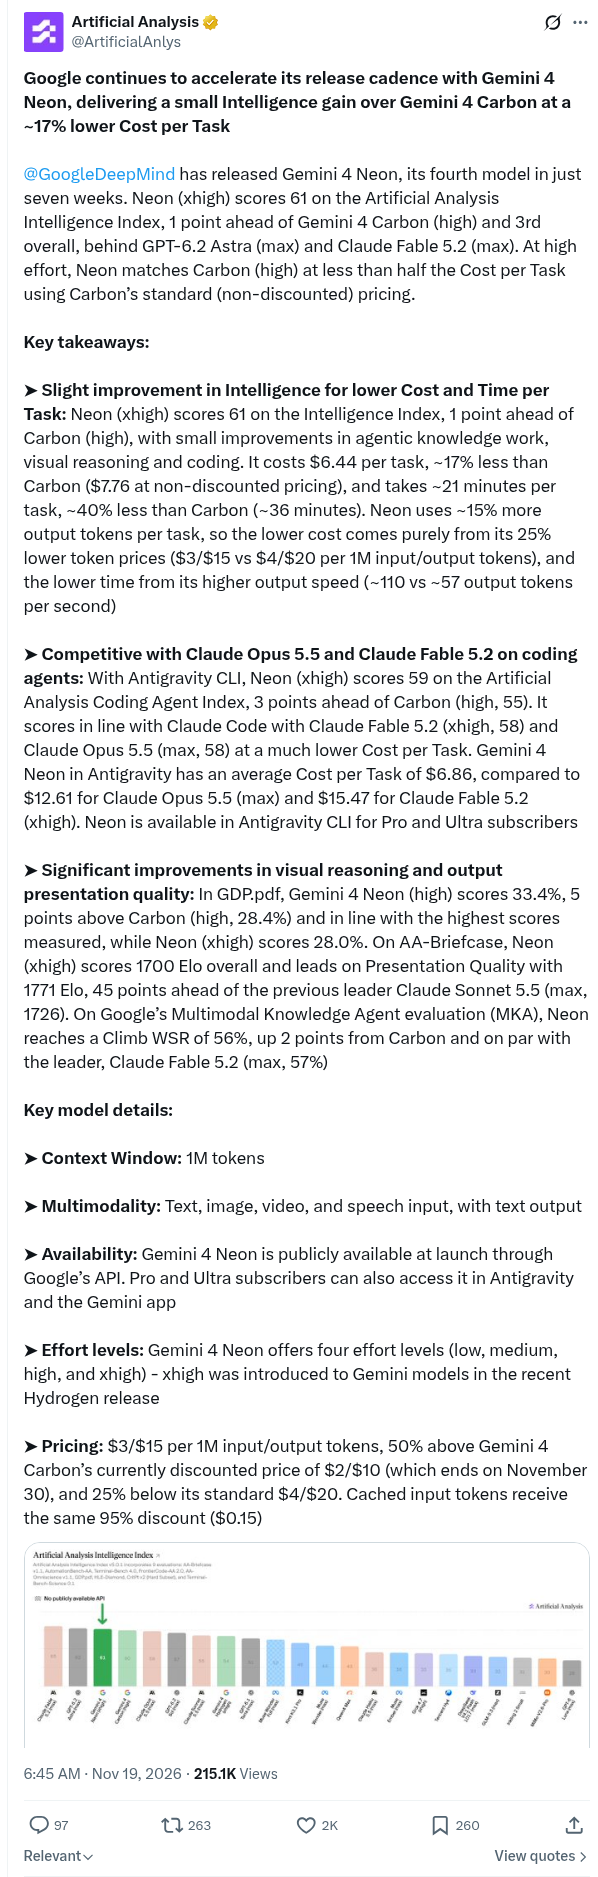 Artificial Analysis
@ArtificialAnlys
Google continues to accelerate its release cadence with Gemini 4
Neon, delivering a small Intelligence gain over Gemini 4 Carbon at a
~17% lower Cost per Task
@GoogleDeepMind has released Gemini 4 Neon, its fourth model in just
seven weeks. Neon (xhigh) scores 61 on the Artificial Analysis
Intelligence Index, 1 point ahead of Gemini 4 Carbon (high) and 3rd
overall, behind GPT-6.2 Astra (max) and Claude Fable 5.2 (max). At high
effort, Neon matches Carbon (high) at less than half the Cost per Task
using Carbon’s standard (non-discounted) pricing.
Key takeaways:
➤ Slight improvement in Intelligence for lower Cost and Time per
Task: Neon (xhigh) scores 61 on the Intelligence Index, 1 point ahead of
Carbon (high), with small improvements in agentic knowledge work,
visual reasoning and coding. It costs $6.44 per task, ~17% less than
Carbon ($7.76 at non-discounted pricing), and takes ~21 minutes per
task, ~40% less than Carbon (~36 minutes). Neon uses ~15% more
output tokens per task, so the lower cost comes purely from its 25%
lower token prices ($3/$15 vs $4/$20 per 1M input/output tokens), and
the lower time from its higher output speed (~110 vs ~57 output tokens
per second)
➤ Competitive with Claude Opus 5.5 and Claude Fable 5.2 on coding
agents: With Antigravity CLI, Neon (xhigh) scores 59 on the Artificial
Analysis Coding Agent Index, 3 points ahead of Carbon (high, 55). It
scores in line with Claude Code with Claude Fable 5.2 (xhigh, 58) and
Claude Opus 5.5 (max, 58) at a much lower Cost per Task. Gemini 4
Neon in Antigravity has an average Cost per Task of $6.86, compared to
$12.61 for Claude Opus 5.5 (max) and $15.47 for Claude Fable 5.2
(xhigh). Neon is available in Antigravity CLI for Pro and Ultra subscribers
➤ Significant improvements in visual reasoning and output
presentation quality: In GDP.pdf, Gemini 4 Neon (high) scores 33.4%, 5
points above Carbon (high, 28.4%) and in line with the highest scores
measured, while Neon (xhigh) scores 28.0%. On AA-Briefcase, Neon
(xhigh) scores 1700 Elo overall and leads on Presentation Quality with
1771 Elo, 45 points ahead of the previous leader Claude Sonnet 5.5 (max,
1726). On Google’s Multimodal Knowledge Agent evaluation (MKA), Neon
reaches a Climb WSR of 56%, up 2 points from Carbon and on par with
the leader, Claude Fable 5.2 (max, 57%)
Key model details:
➤ Context Window: 1M tokens
➤ Multimodality: Text, image, video, and speech input, with text output
➤ Availability: Gemini 4 Neon is publicly available at launch through
Google’s API. Pro and Ultra subscribers can also access it in Antigravity
and the Gemini app
➤ Effort levels: Gemini 4 Neon offers four effort levels (low, medium,
high, and xhigh) - xhigh was introduced to Gemini models in the recent
Hydrogen release
➤ Pricing: $3/$15 per 1M input/output tokens, 50% above Gemini 4
Carbon’s currently discounted price of $2/$10 (which ends on November
30), and 25% below its standard $4/$20. Cached input tokens receive
the same 95% discount ($0.15)
Artificial Analysis Intelligence Index
No publicly available API
Artificial Analysis
6:45 AM · Nov 19, 2026 · 215.1K Views
97
263
2K
260
Relevant
View quotes